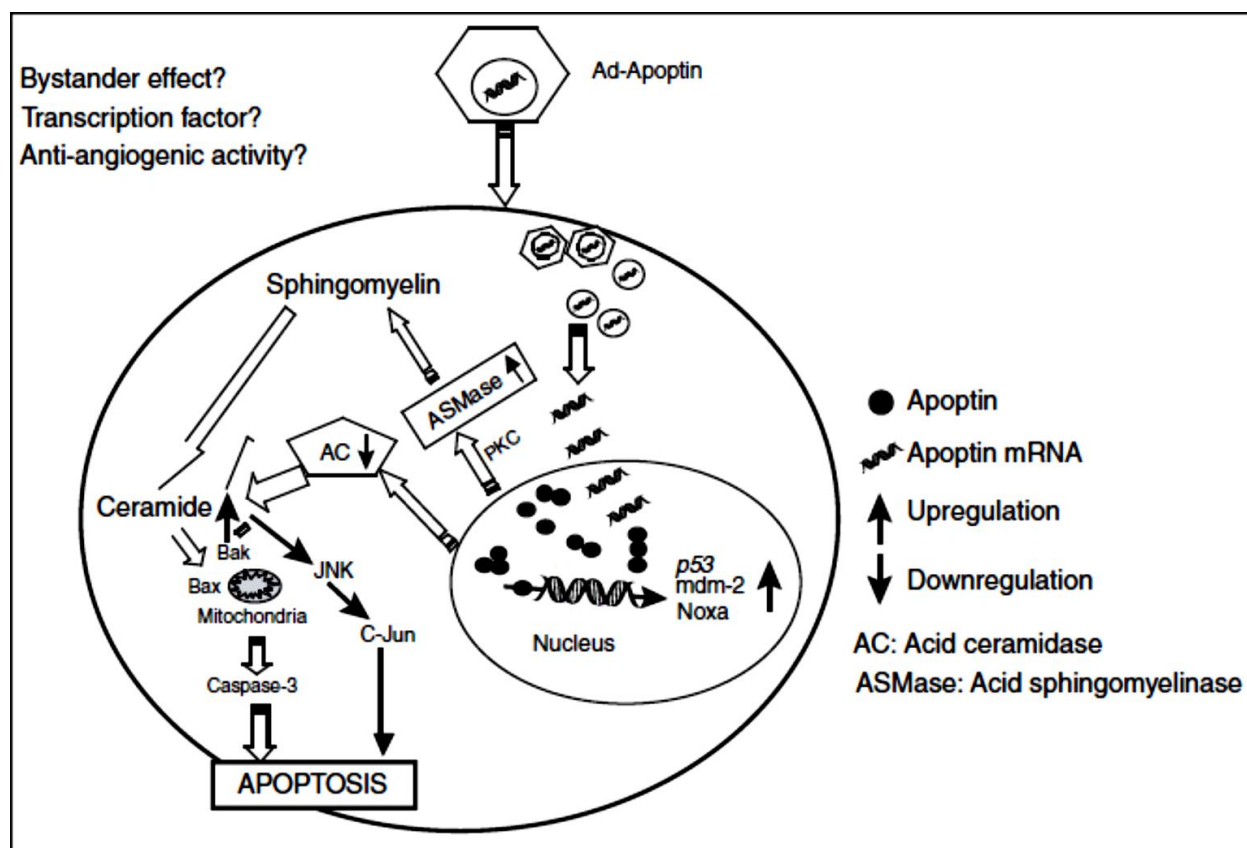 Bystander effect?
Transcription factor?
Anti-angiogenic activity?
Ad-Apoptin
Sphingomyelin
ASMase
PKC
AC
Ceramide
Bak
Bax
Mitochondria
JNK
C-Jun
Caspase-3
APOPTOSIS
p53
mdm-2
Noxa
Nucleus
Apoptin
Apoptin mRNA
Upregulation
Downregulation
AC: Acid ceramidase
ASMase: Acid sphingomyelinase